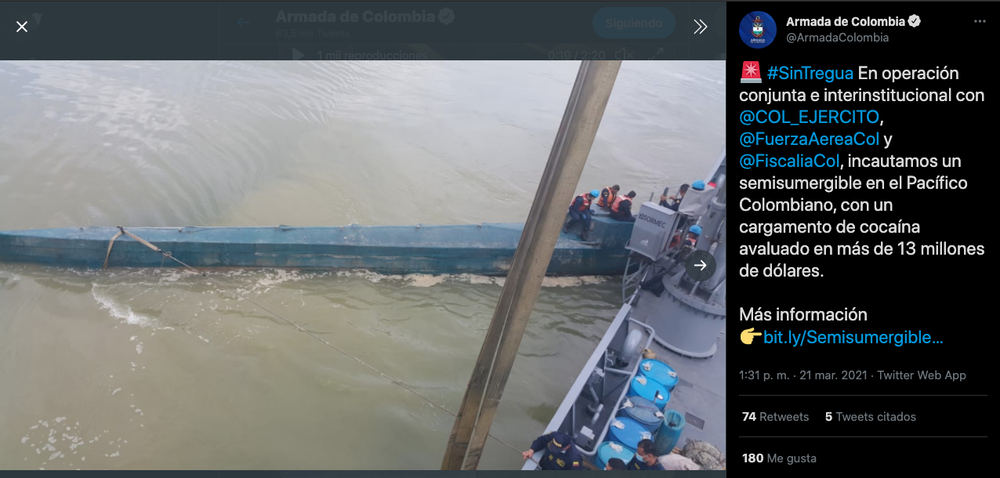 Armada de Colombia
63,5 mil Tweets
Siguiendo
1 mil reproducciones
0:19 / 2:20
SORMEC
Armada de Colombia
@ArmadaColombia
#SinTregua En operación
conjunta e interinstitucional con
@COL_EJERCITO,
@FuerzaAereaCol y
@FiscaliaCol, incautamos un
semisumergible en el Pacífico
Colombiano, con un
cargamento de cocaína
avaluado en más de 13 millones
de dólares.
Más información
bit.ly/Semisumergible...
1:31 p. m. · 21 mar. 2021 · Twitter Web App
74 Retweets 5 Tweets citados
180 Me gusta